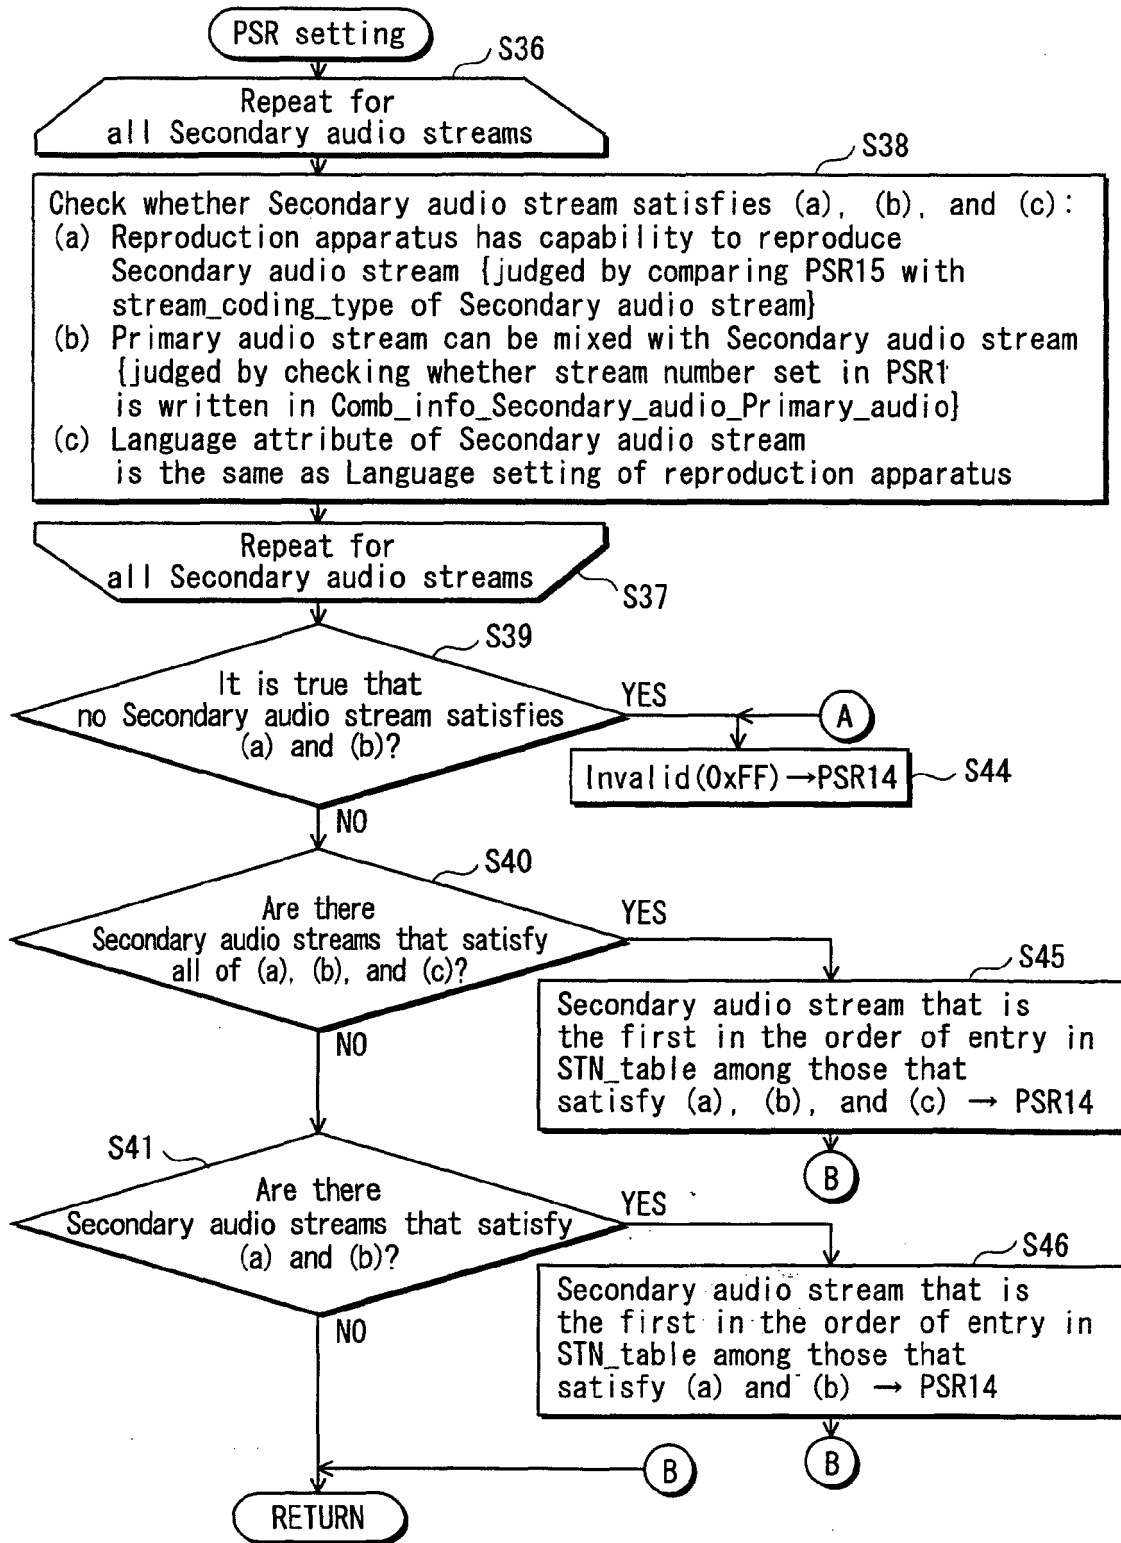 PSR setting
S36
Repeat for
all Secondary audio streams
S38
Check whether Secondary audio stream satisfies (a), (b), and (c):
(a) Reproduction apparatus has capability to reproduce
Secondary audio stream {judged by comparing PSR15 with
stream_coding_type of Secondary audio stream}
(b) Primary audio stream can be mixed with Secondary audio stream
{judged by checking whether stream number set in PSR1
is written in Comb_info_Secondary_audio_Primary_audio}
(c) Language attribute of Secondary audio stream
is the same as Language setting of reproduction apparatus
Repeat for
all Secondary audio streams
S37
S39
It is true that
no Secondary audio stream satisfies
(a) and (b)?
YES
A
Invalid(0xFF)→PSR14
S44
NO
S40
Are there
Secondary audio streams that satisfy
all of (a), (b), and (c)?
YES
S45
Secondary audio stream that is
the first in the order of entry in
STN_table among those that
satisfy (a), (b), and (c) → PSR14
NO
B
S41
Are there
Secondary audio streams that satisfy
(a) and (b)?
YES
S46
Secondary audio stream that is
the first in the order of entry in
STN_table among those that
satisfy (a) and (b) → PSR14
NO
B
B
RETURN